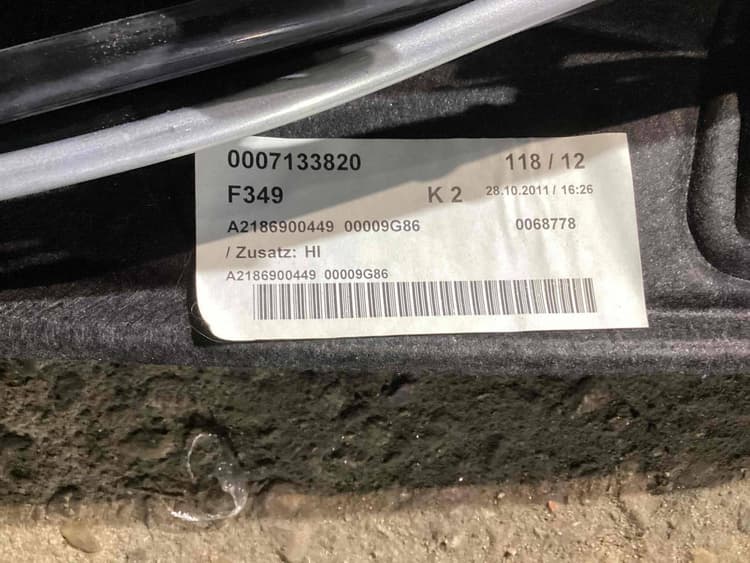 0007133820 118 / 12
F349 K 2 28.10.2011 / 16:26
A2186900449 00009G86 0068778
/ Zusatz: HI
A2186900449 00009G86